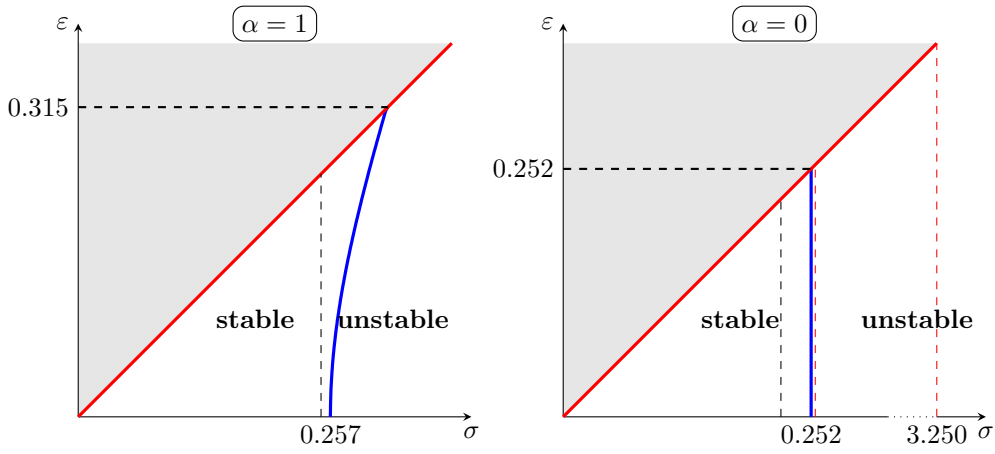 ε
α = 1
0.315
stable
unstable
0.257
σ
ε
α = 0
0.252
stable
unstable
0.252
3.250
σ